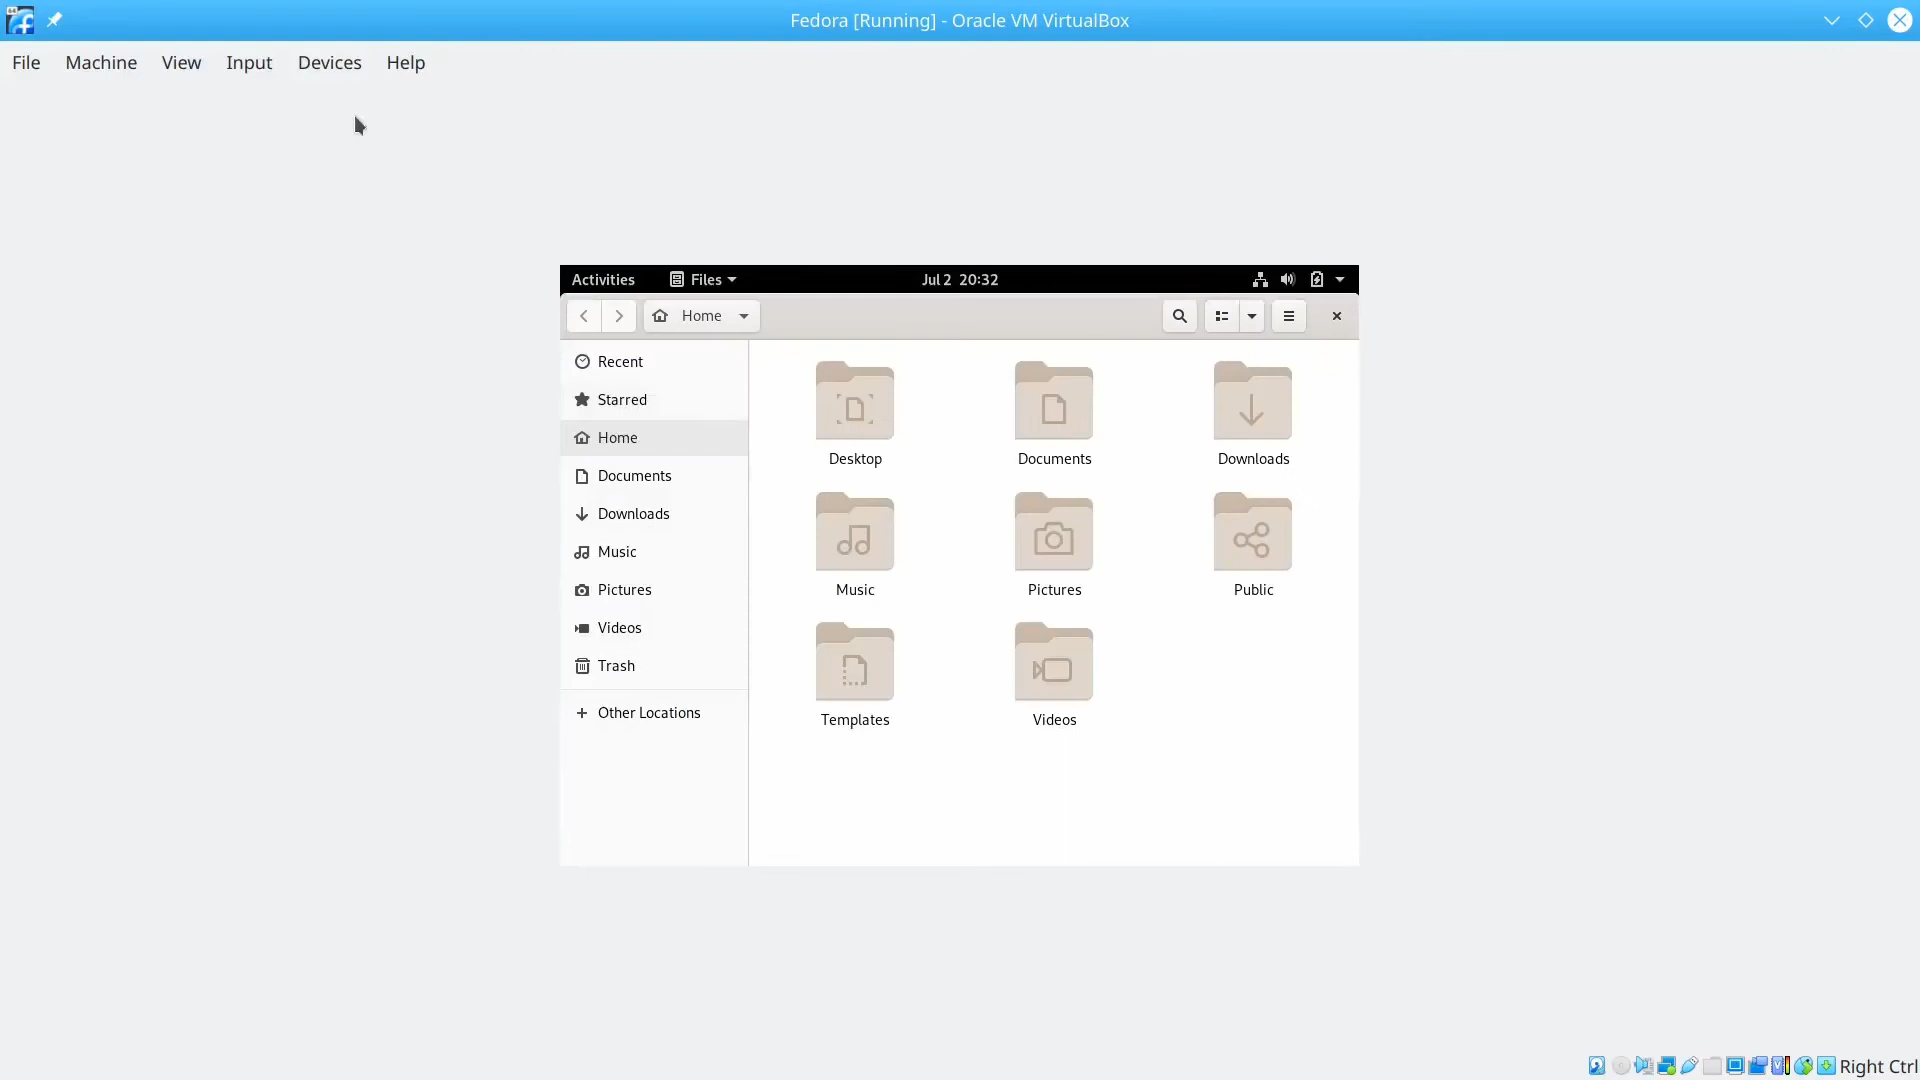 Fedora [Running] - Oracle VM VirtualBox
File Machine View Input Devices Help
Activities Files Jul 2 20:32
Home
Recent
Starred
Home
Documents
Downloads
Music
Pictures
Videos
Trash
Other Locations
Desktop Documents Downloads
Music Pictures Public
Templates Videos
Right Ctrl